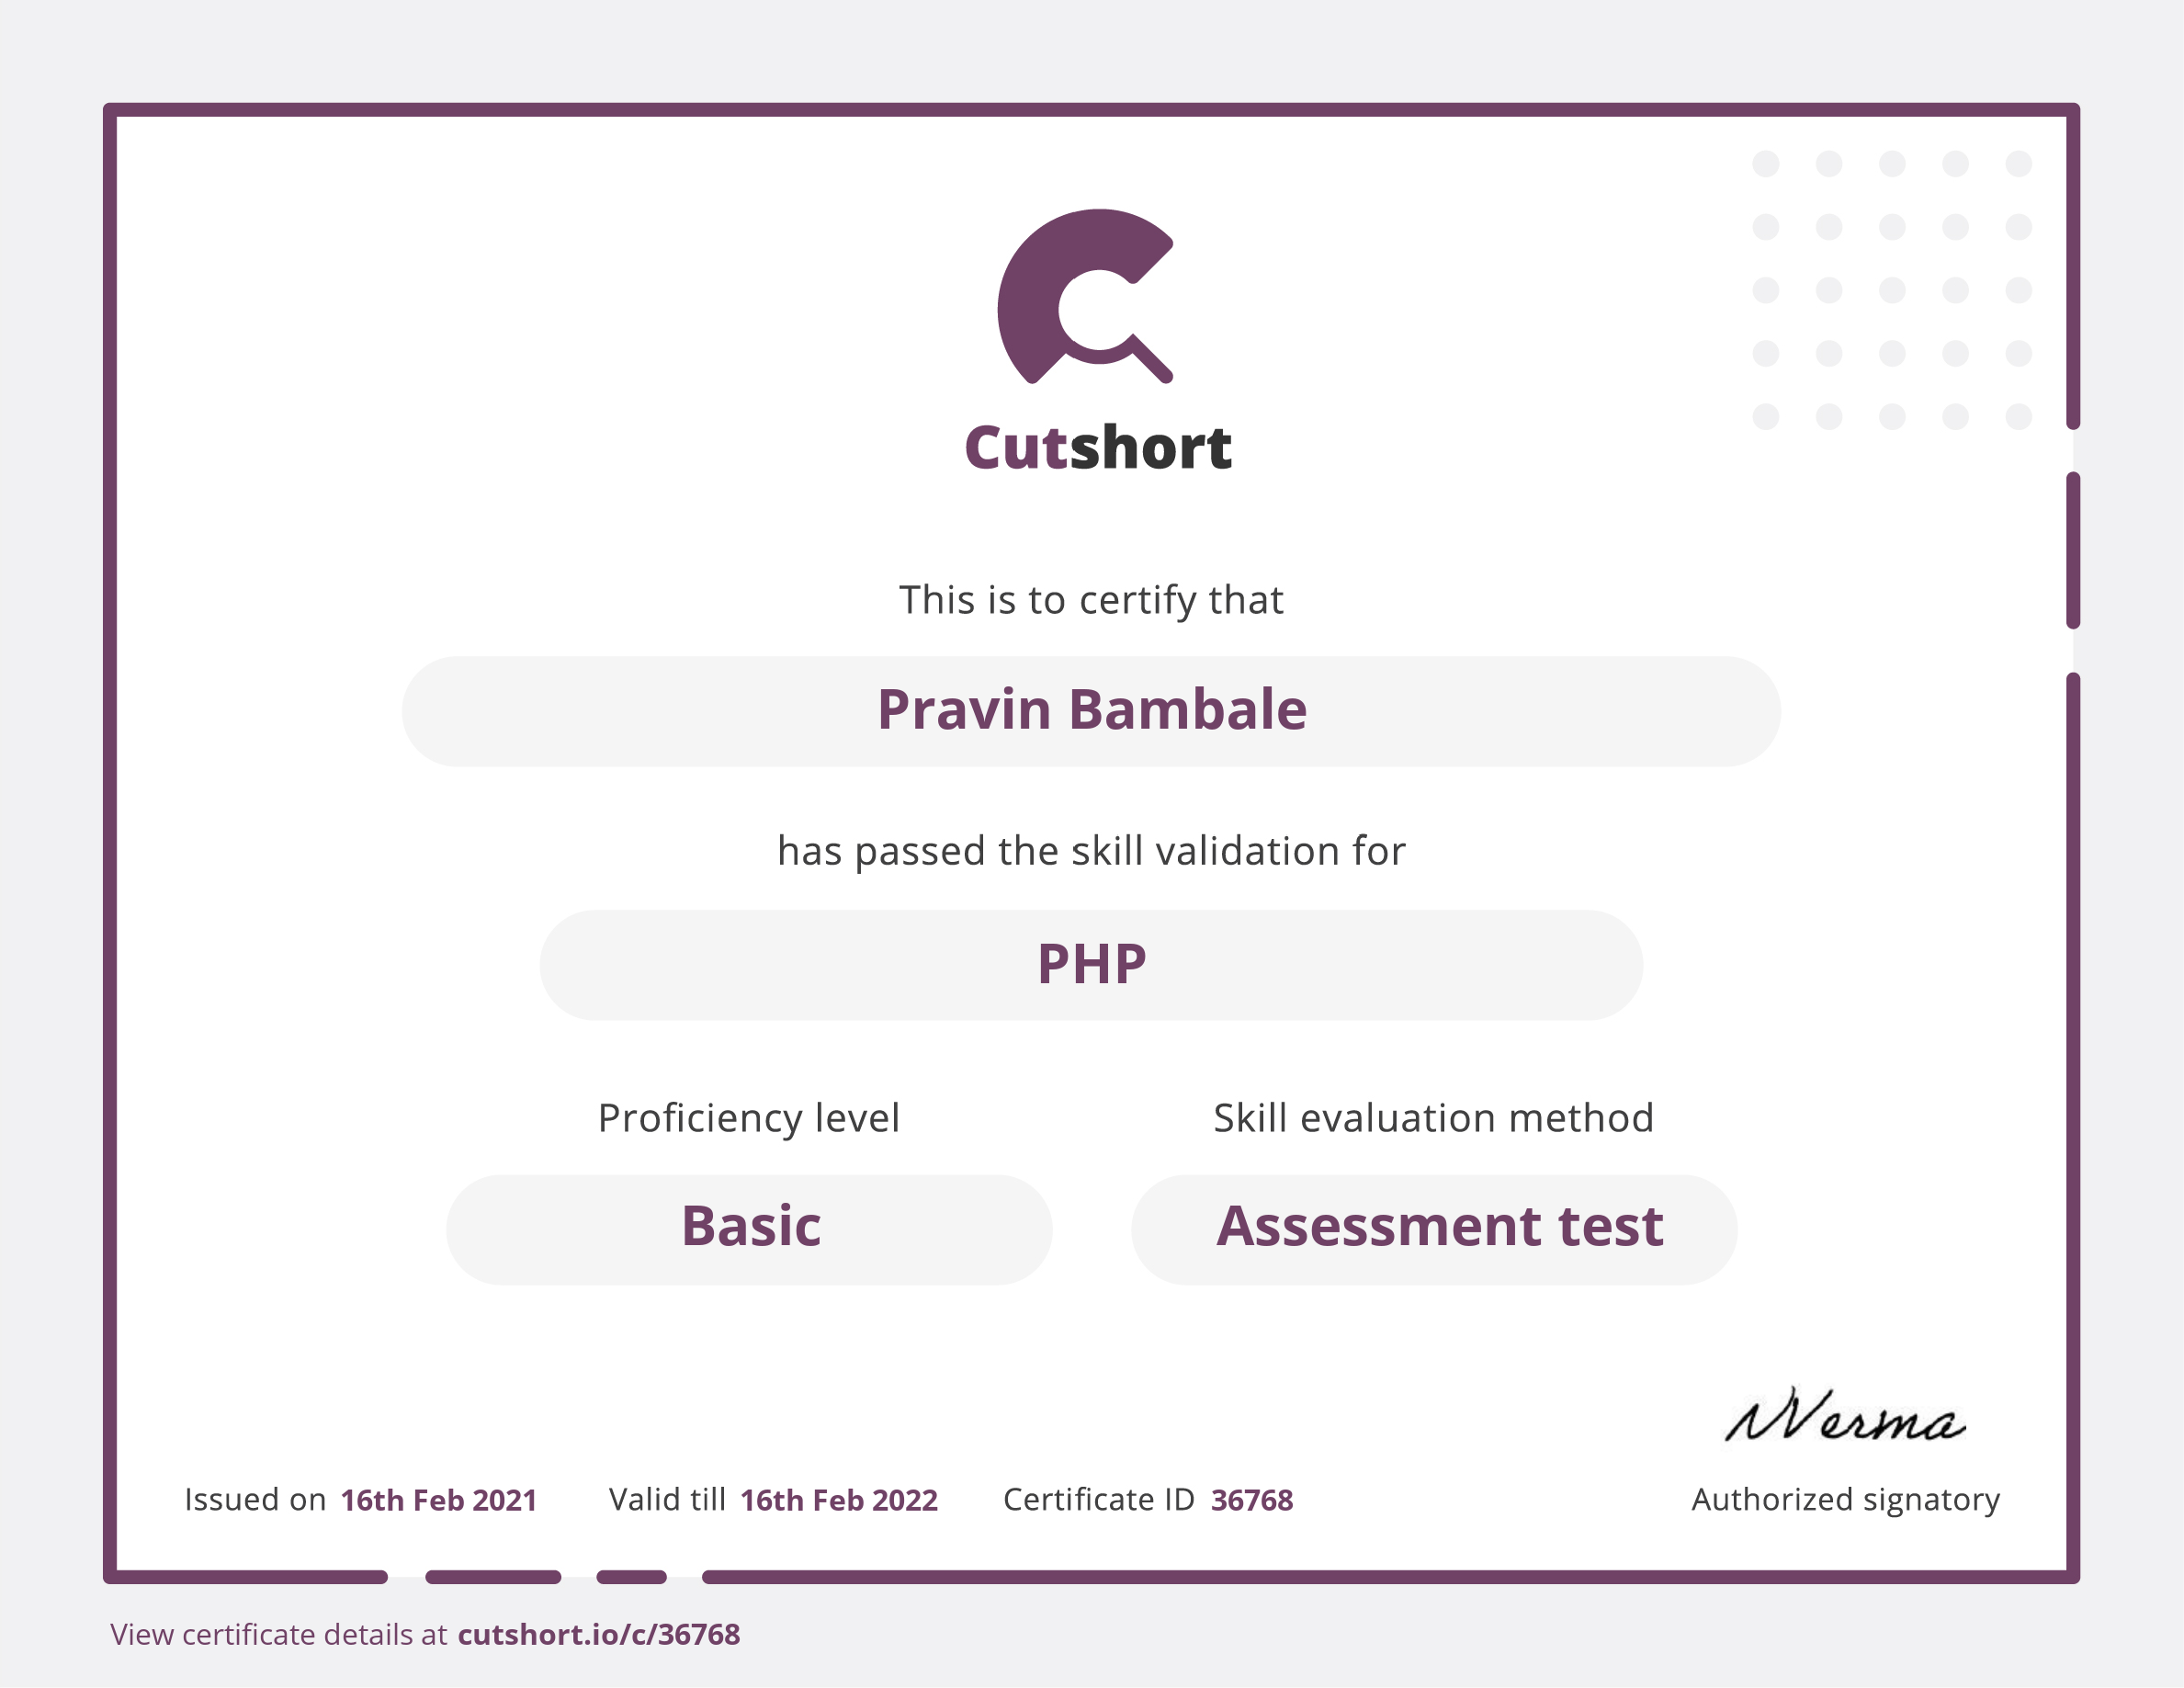 Cutshort
This is to certify that
Pravin Bambale
has passed the skill validation for
PHP
Proficiency level
Basic
Skill evaluation method
Assessment test
Issued on 16th Feb 2021
Valid till 16th Feb 2022
Certificate ID 36768
Authorized signatory
View certificate details at cutshort.io/c/36768